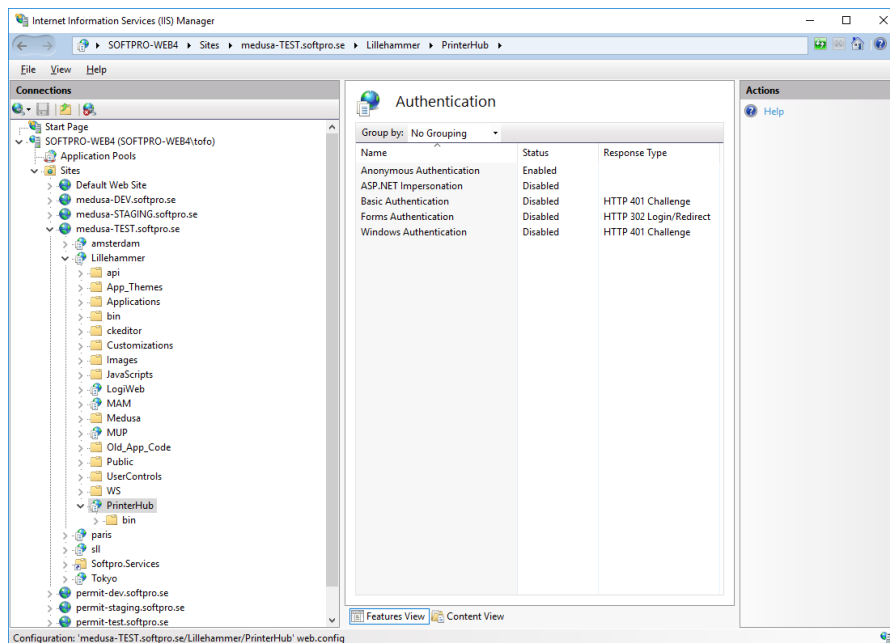 Internet Information Services (IIS) Manager
SOFTPRO-WEB4 Sites medusa-TEST.softpro.se Lillehammer PrinterHub
File View Help
Connections
Start Page
SOFTPRO-WEB4 (SOFTPRO-WEB4\tofo)
Application Pools
Sites
Default Web Site
medusa-DEV.softpro.se
medusa-STAGING.softpro.se
medusa-TEST.softpro.se
amsterdam
Lillehammer
api
App_Themes
Applications
bin
ckeditor
Customizations
Images
JavaScripts
LogiWeb
MAM
Medusa
MUP
Old_App_Code
Public
UserControls
WS
PrinterHub
bin
paris
sll
Softpro.Services
Tokyo
permit-dev.softpro.se
permit-staging.softpro.se
permit-test.softpro.se
Authentication
Group by: No Grouping
Name Status Response Type
Anonymous Authentication Enabled
ASP.NET Impersonation Disabled
Basic Authentication Disabled HTTP 401 Challenge
Forms Authentication Disabled HTTP 302 Login/Redirect
Windows Authentication Disabled HTTP 401 Challenge
Features View Content View
Actions
Help
Configuration: 'medusa-TEST.softpro.se/Lillehammer/PrinterHub' web.config